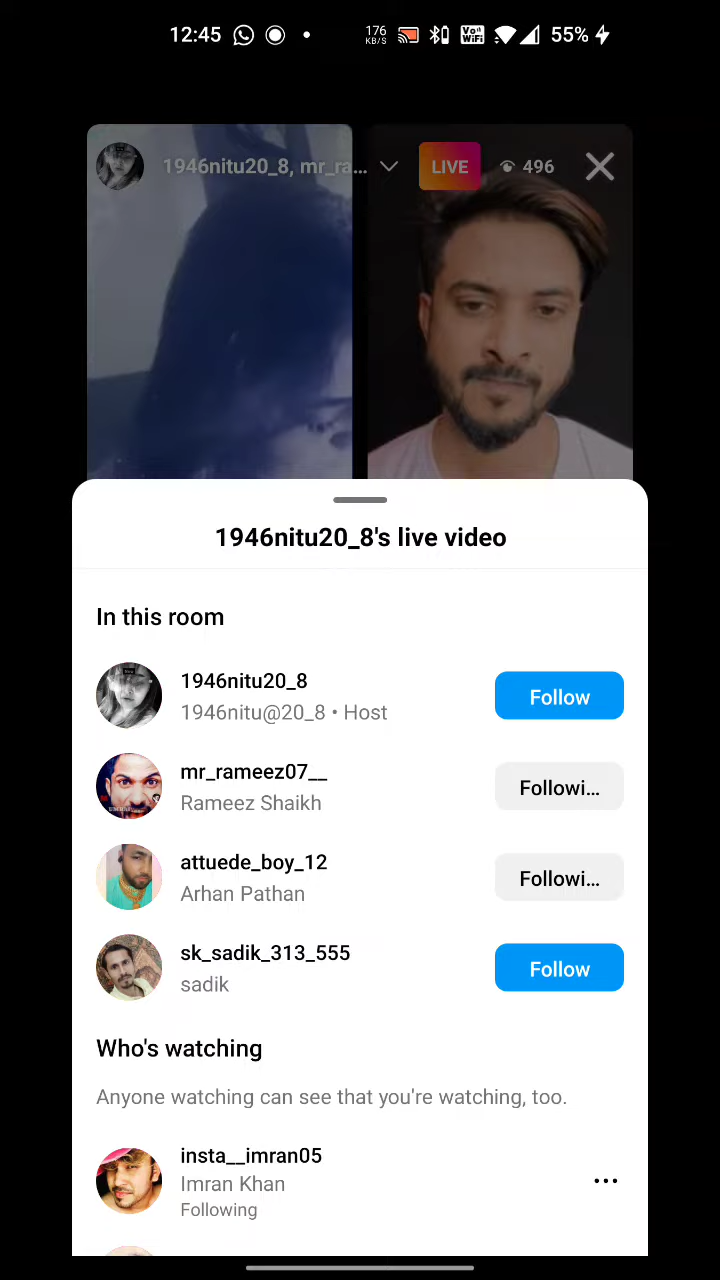 12:45
176
KB/S
Vo))
WiFi
55%
1946nitu20_8, mr_ra...
LIVE
496
1946nitu20_8's live video
In this room
1946nitu20_8
1946nitu@20_8 • Host
Follow
mr_rameez07__
Rameez Shaikh
Followi...
attuede_boy_12
Arhan Pathan
Followi...
sk_sadik_313_555
sadik
Follow
Who's watching
Anyone watching can see that you're watching, too.
insta__imran05
Imran Khan
Following